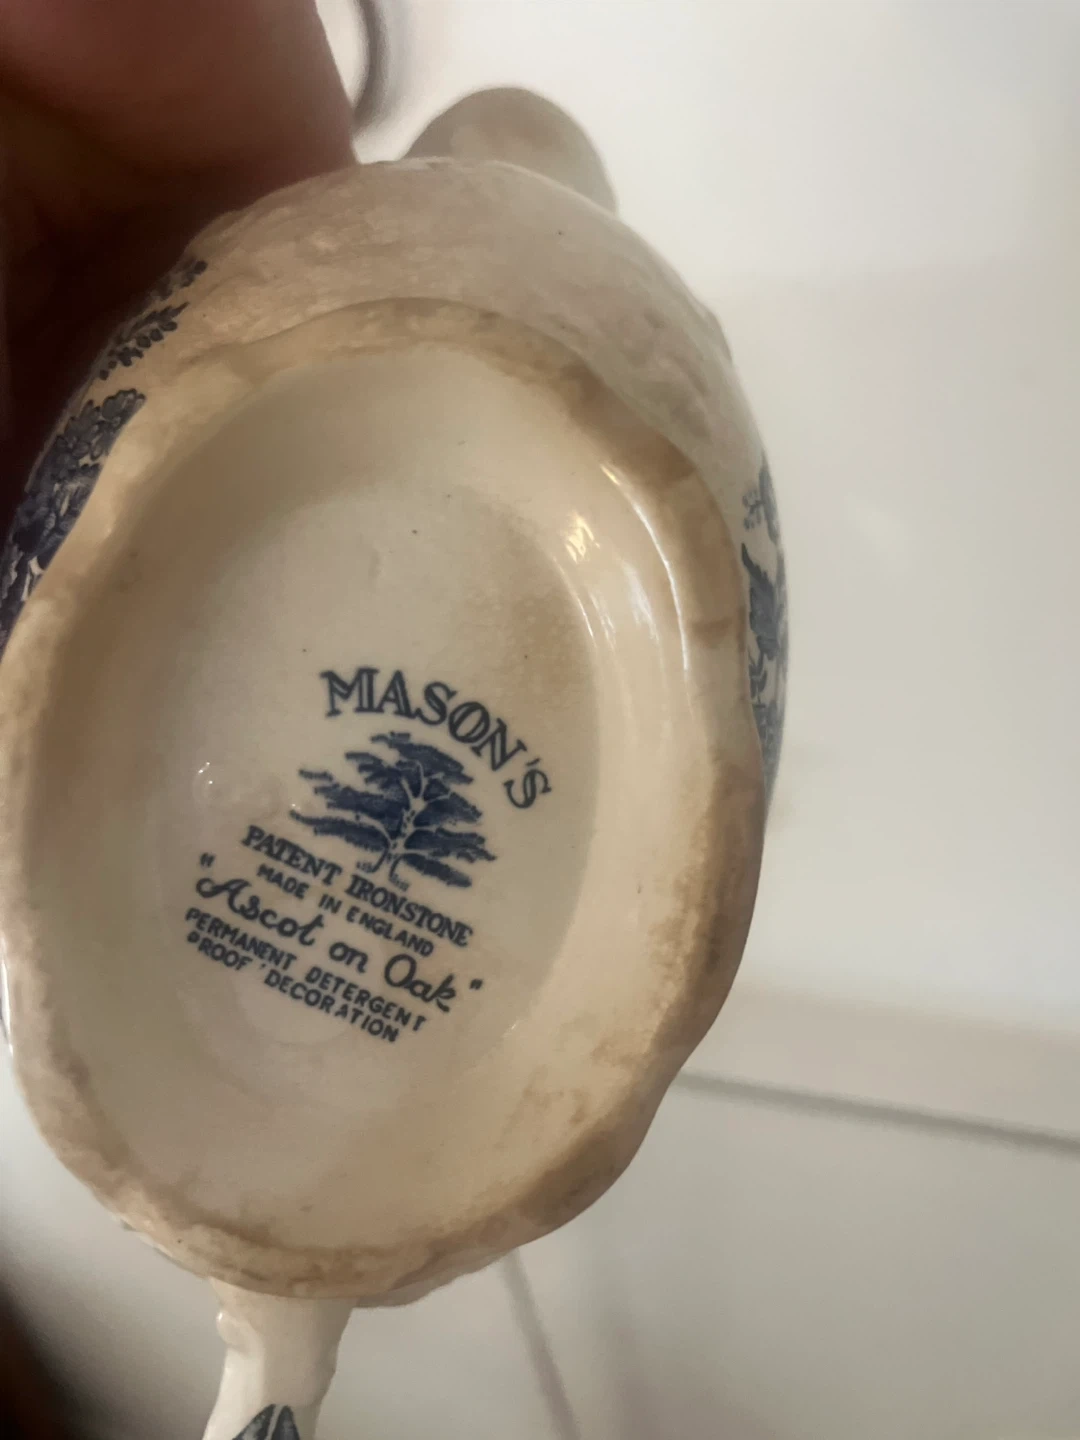 MASON'S
PATENT IRONSTONE
MADE IN ENGLAND
"Ascot on Oak"
PERMANENT DETERGENT
PROOF DECORATION